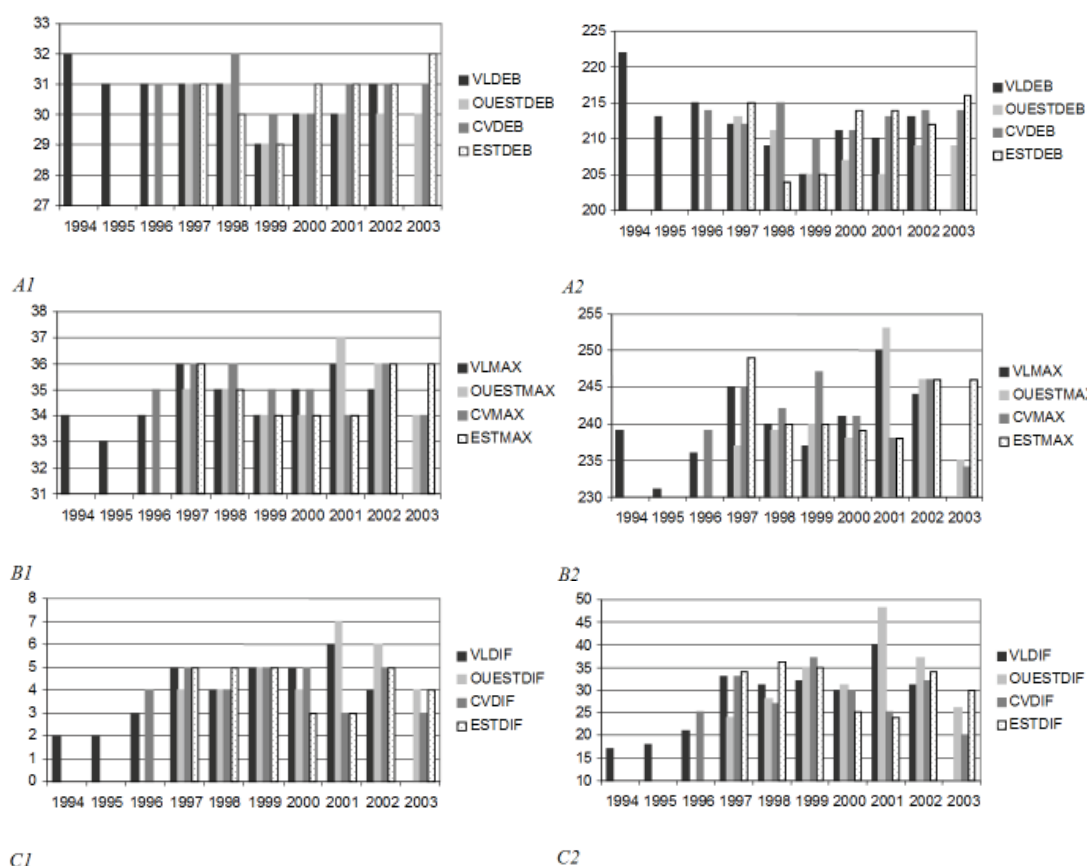 33
32
31
30
29
28
27
1994 1995 1996 1997 1998 1999 2000 2001 2002 2003
VLDEB
OUESTDEB
CVDEB
ESTDEB
A1
225
220
215
210
205
200
1994 1995 1996 1997 1998 1999 2000 2001 2002 2003
VLDEB
OUESTDEB
CVDEB
ESTDEB
A2
38
37
36
35
34
33
32
31
1994 1995 1996 1997 1998 1999 2000 2001 2002 2003
VLMAX
OUESTMAX
CVMAX
ESTMAX
B1
255
250
245
240
235
230
1994 1995 1996 1997 1998 1999 2000 2001 2002 2003
VLMAX
OUESTMAX
CVMAX
ESTMAX
B2
8
7
6
5
4
3
2
1
0
1994 1995 1996 1997 1998 1999 2000 2001 2002 2003
VLDIF
OUESTDIF
CVDIF
ESTDIF
C1
50
45
40
35
30
25
20
15
10
1994 1995 1996 1997 1998 1999 2000 2001 2002 2003
VLDIF
OUESTDIF
CVDIF
ESTDIF
C2